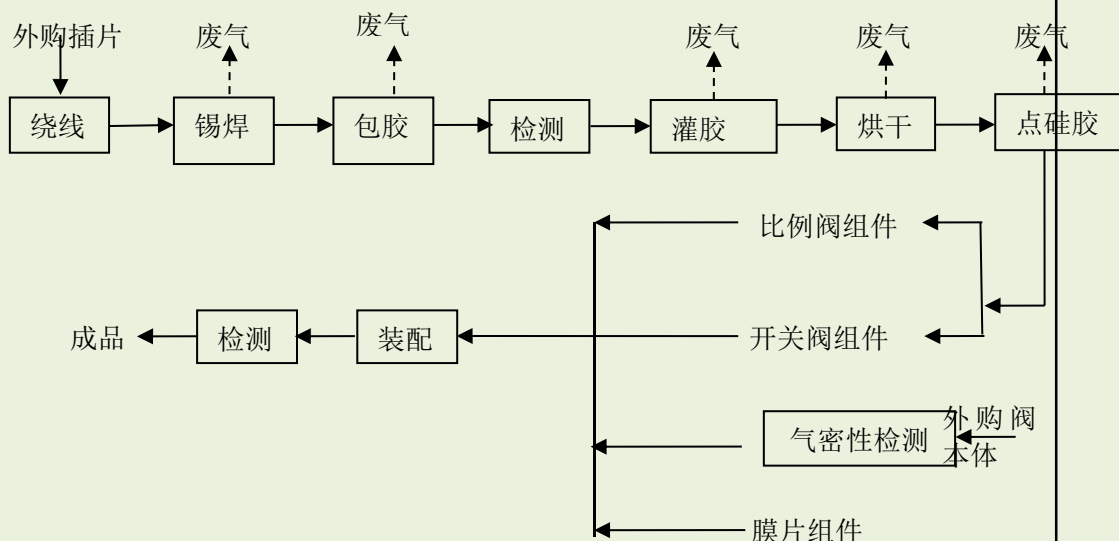 外购插片
废气
废气
废气
废气
废气
绕线
锡焊
包胶
检测
灌胶
烘干
点硅胶
比例阀组件
成品
检测
装配
开关阀组件
气密性检测
外购阀
本体
膜片组件